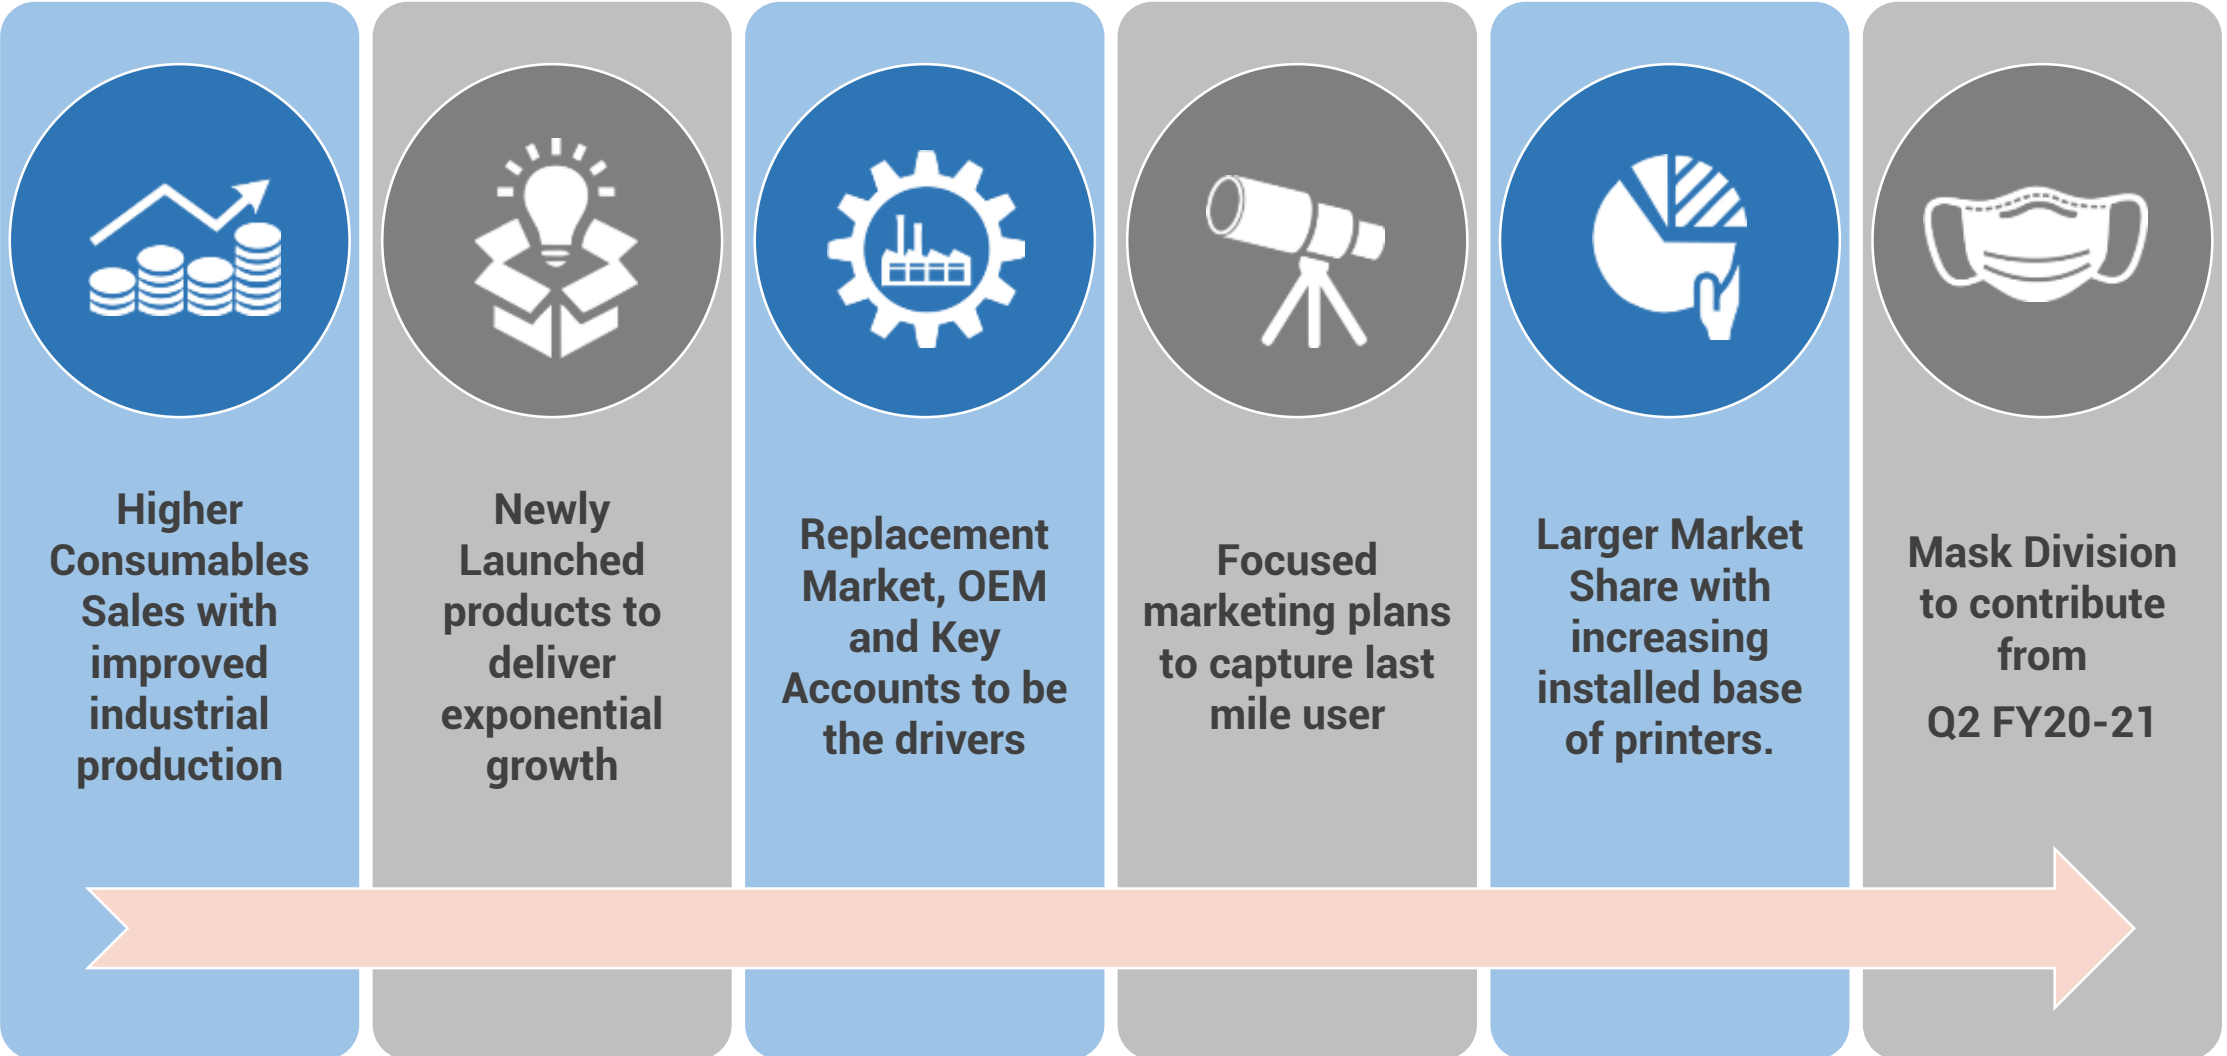 Higher
Consumables
Sales with
improved
industrial
production
Newly
Launched
products to
deliver
exponential
growth
Replacement
Market, OEM
and Key
Accounts to be
the drivers
Focused
marketing plans
to capture last
mile user
Larger Market
Share with
increasing
installed base
of printers.
Mask Division
to contribute
from
Q2 FY20-21